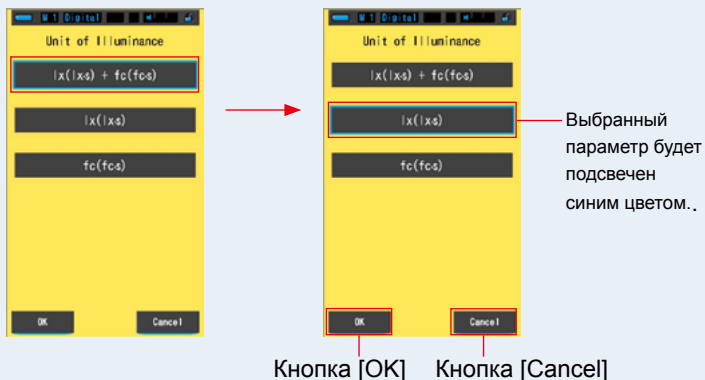 M 1 Digital
Unit of Illuminance
lx(lx·s) + fc(fc·s)
lx(lx·s)
fc(fc·s)
OK Cancel
M 1 Digital
Unit of Illuminance
lx(lx·s) + fc(fc·s)
lx(lx·s)
fc(fc·s)
OK Cancel
Выбранный
параметр будет
подсвечен
синим цветом..
Кнопка [OK] Кнопка [Cancel]